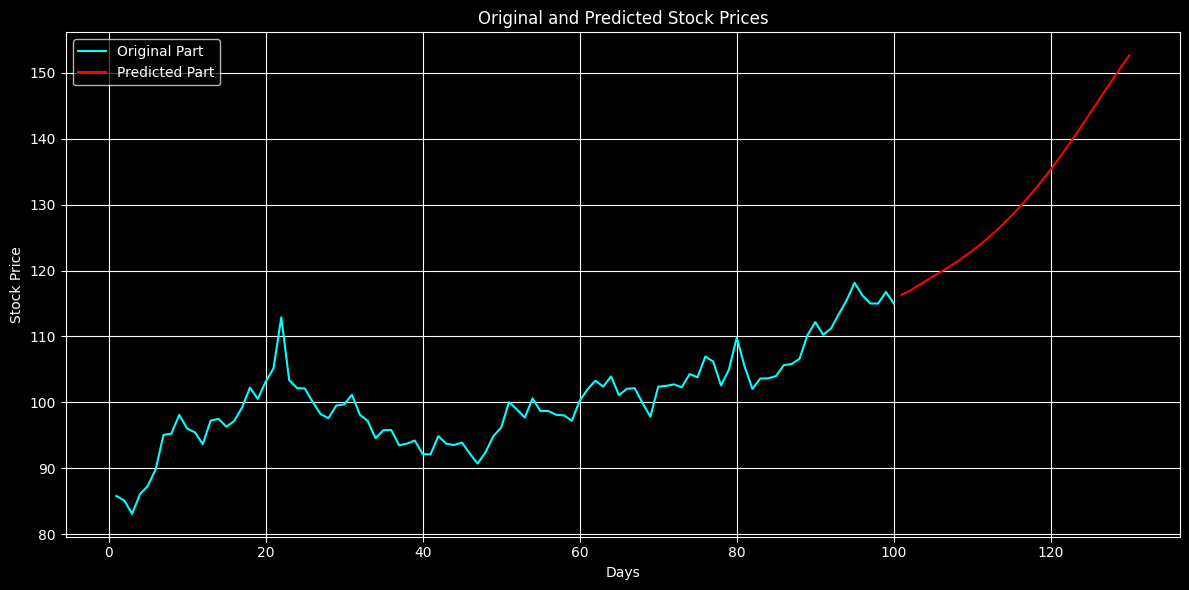 Original and Predicted Stock Prices
Original Part
Predicted Part
Stock Price
150
140
130
120
110
100
90
80
0 20 40 60 80 100 120
Days